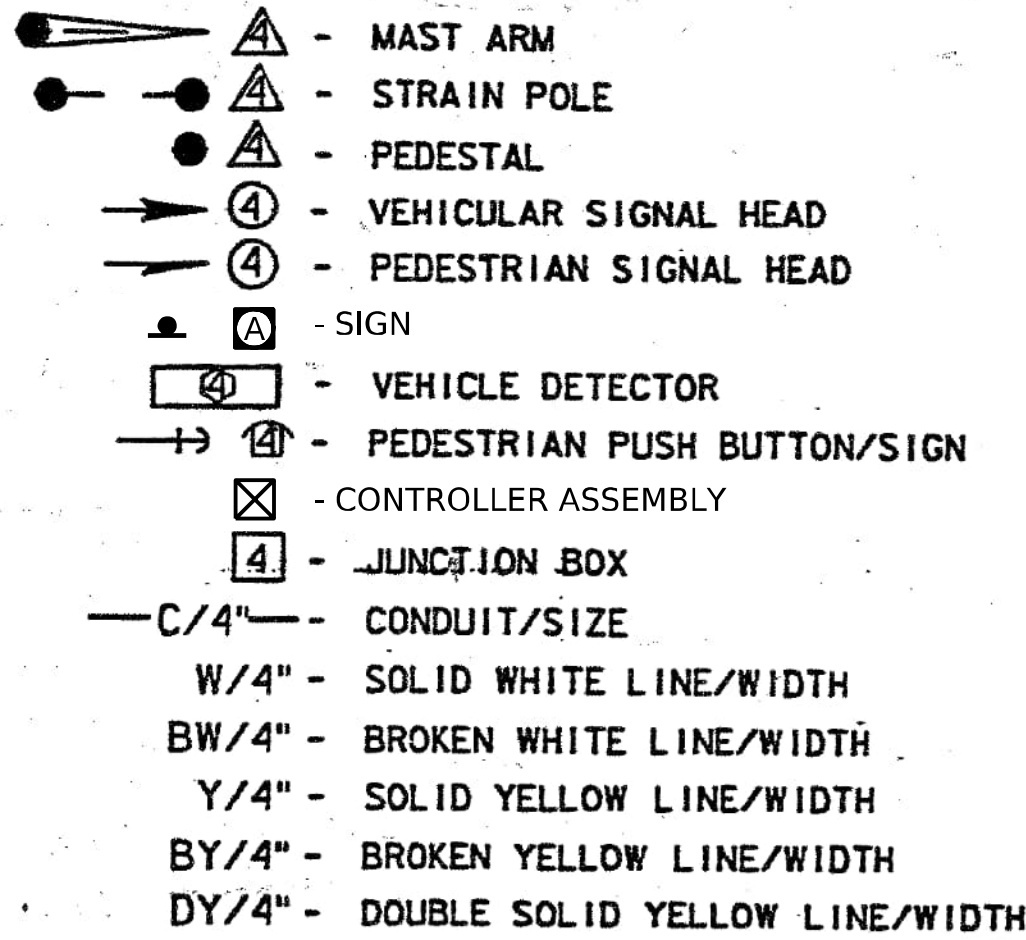 4 - MAST ARM
4 - STRAIN POLE
4 - PEDESTAL
4 - VEHICULAR SIGNAL HEAD
4 - PEDESTRIAN SIGNAL HEAD
A - SIGN
4 - VEHICLE DETECTOR
4 - PEDESTRIAN PUSH BUTTON/SIGN
- CONTROLLER ASSEMBLY
4 - JUNCTION BOX
C/4" - CONDUIT/SIZE
W/4" - SOLID WHITE LINE/WIDTH
BW/4" - BROKEN WHITE LINE/WIDTH
Y/4" - SOLID YELLOW LINE/WIDTH
BY/4" - BROKEN YELLOW LINE/WIDTH
DY/4" - DOUBLE SOLID YELLOW LINE/WIDTH